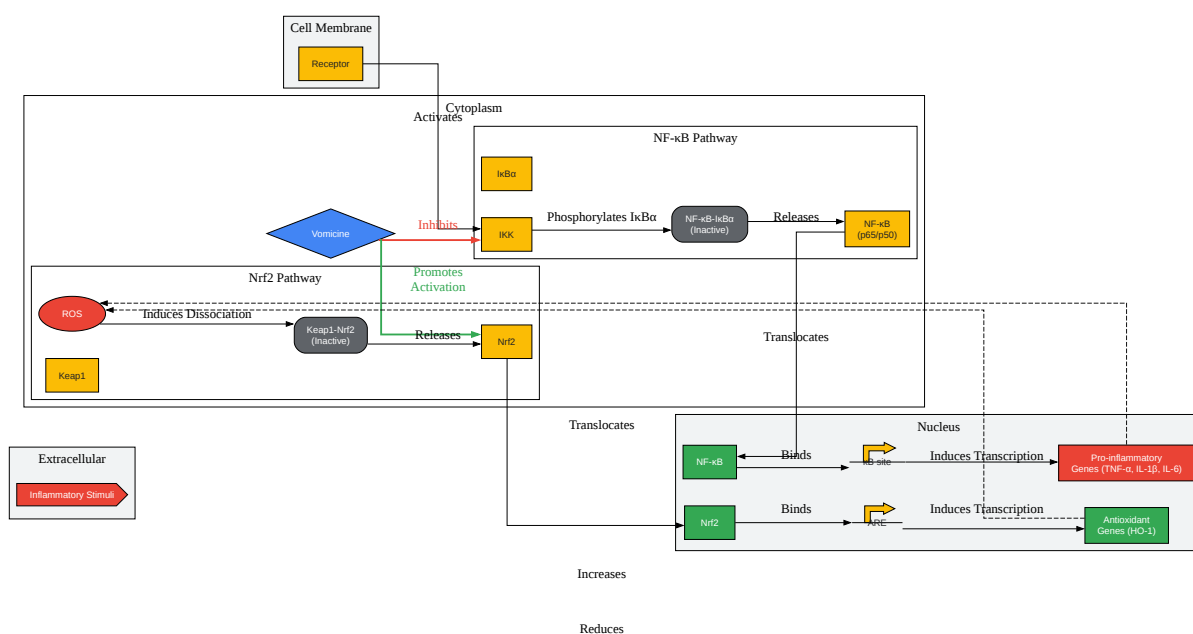 Cell Membrane
Receptor
Cytoplasm
Activates
NF-κB Pathway
IκBα
Inhibits
Vomicine
IKK
Phosphorylates IκBα
NF-κB-IκBα
(Inactive)
Releases
NF-κB
(p65/p50)
Promotes
Activation
Nrf2 Pathway
ROS
Induces Dissociation
Keap1-Nrf2
(Inactive)
Releases
Nrf2
Keap1
Translocates
Translocates
Nucleus
Extracellular
Inflammatory Stimuli
NF-κB
Binds
κB site
Induces Transcription
Pro-inflammatory
Genes (TNF-α, IL-1β, IL-6)
Nrf2
Binds
ARE
Induces Transcription
Antioxidant
Genes (HO-1)
Increases
Reduces